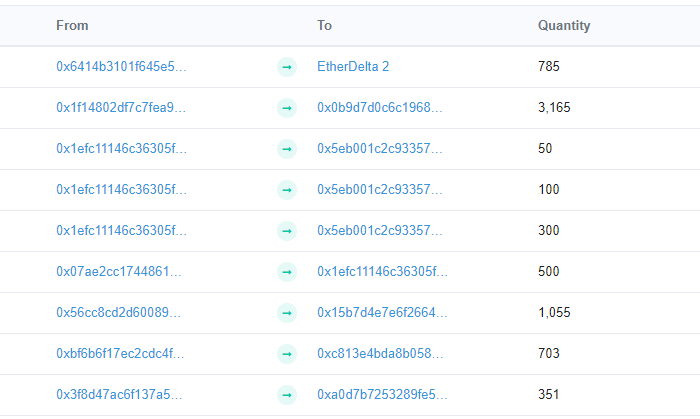 From To Quantity
0x6414b3101f645e5... EtherDelta 2 785
0x1f14802df7c7fea9... 0x0b9d7d0c6c1968... 3,165
0x1efc11146c36305f... 0x5eb001c2c93357... 50
0x1efc11146c36305f... 0x5eb001c2c93357... 100
0x1efc11146c36305f... 0x5eb001c2c93357... 300
0x07ae2cc1744861... 0x1efc11146c36305f... 500
0x56cc8cd2d60089... 0x15b7d4e7e6f2664... 1,055
0xbf6b6f17ec2cdc4f... 0xc813e4bda8b058... 703
0x3f8d47ac6f137a5... 0xa0d7b7253289fe5... 351